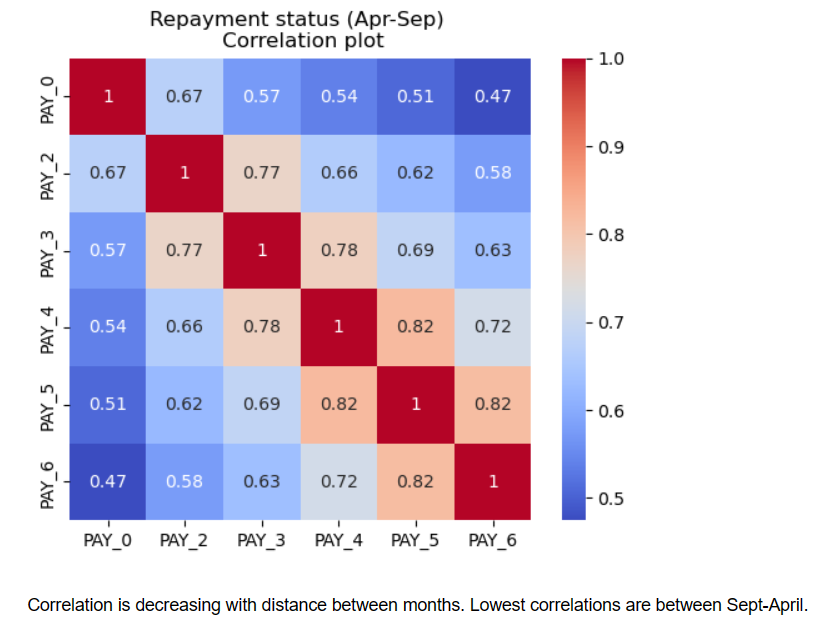 Repayment status (Apr-Sep)
Correlation plot
PAY_0 1 0.67 0.57 0.54 0.51 0.47
PAY_2 0.67 1 0.77 0.66 0.62 0.58
PAY_3 0.57 0.77 1 0.78 0.69 0.63
PAY_4 0.54 0.66 0.78 1 0.82 0.72
PAY_5 0.51 0.62 0.69 0.82 1 0.82
PAY_6 0.47 0.58 0.63 0.72 0.82 1
PAY_0 PAY_2 PAY_3 PAY_4 PAY_5 PAY_6
1.0
0.9
0.8
0.7
0.6
0.5
Correlation is decreasing with distance between months. Lowest correlations are between Sept-April.